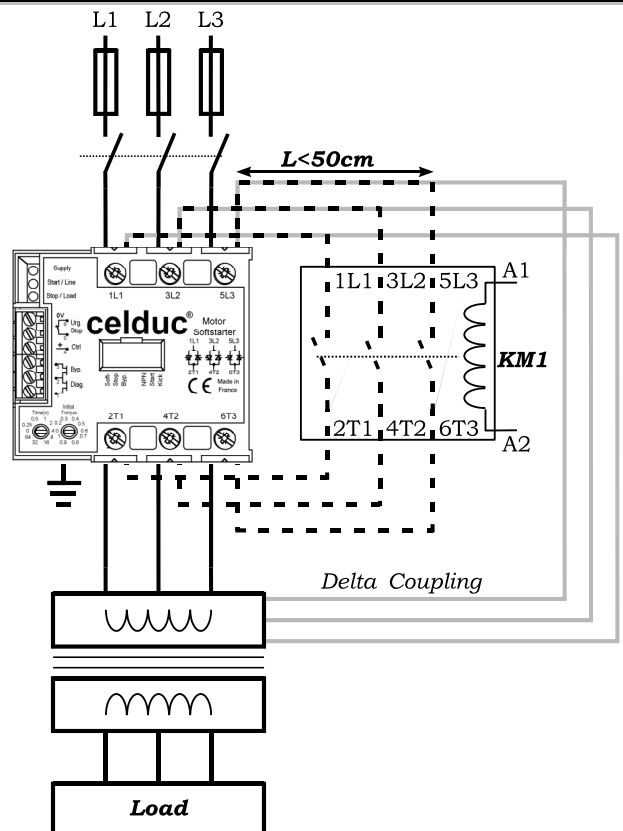 L1 L2 L3
L<50cm
Supply
Start / Line
Stop / Load
1L1 3L2 5L3
1L1 3L2 5L3
A1
0V
Urg.
Stop
Ctrl
Byp.
Diag.
celduc®
Motor
Softstarter
1L1 3L2 5L3
2T1 4T2 6T3
Soft-
Stop
Byp.
NPN
Start
Kick
CE Made in
France
KM1
Time(s)
Initial
Torque
2T1 4T2 6T3
2T1 4T2 6T3
A2
Delta Coupling
Load